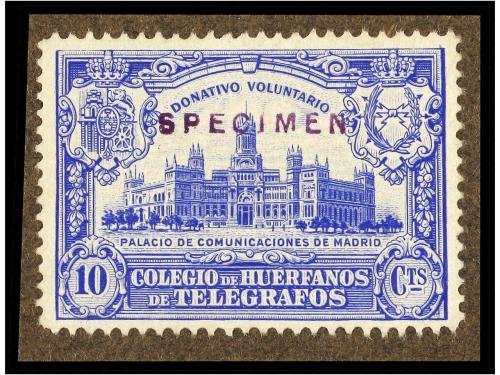 DONATIVO VOLUNTARIO
SPECIMEN
PALACIO DE COMUNICACIONES DE MADRID
10 COLEGIO DE HUERFANOS CTS
DE TELEGRAFOS